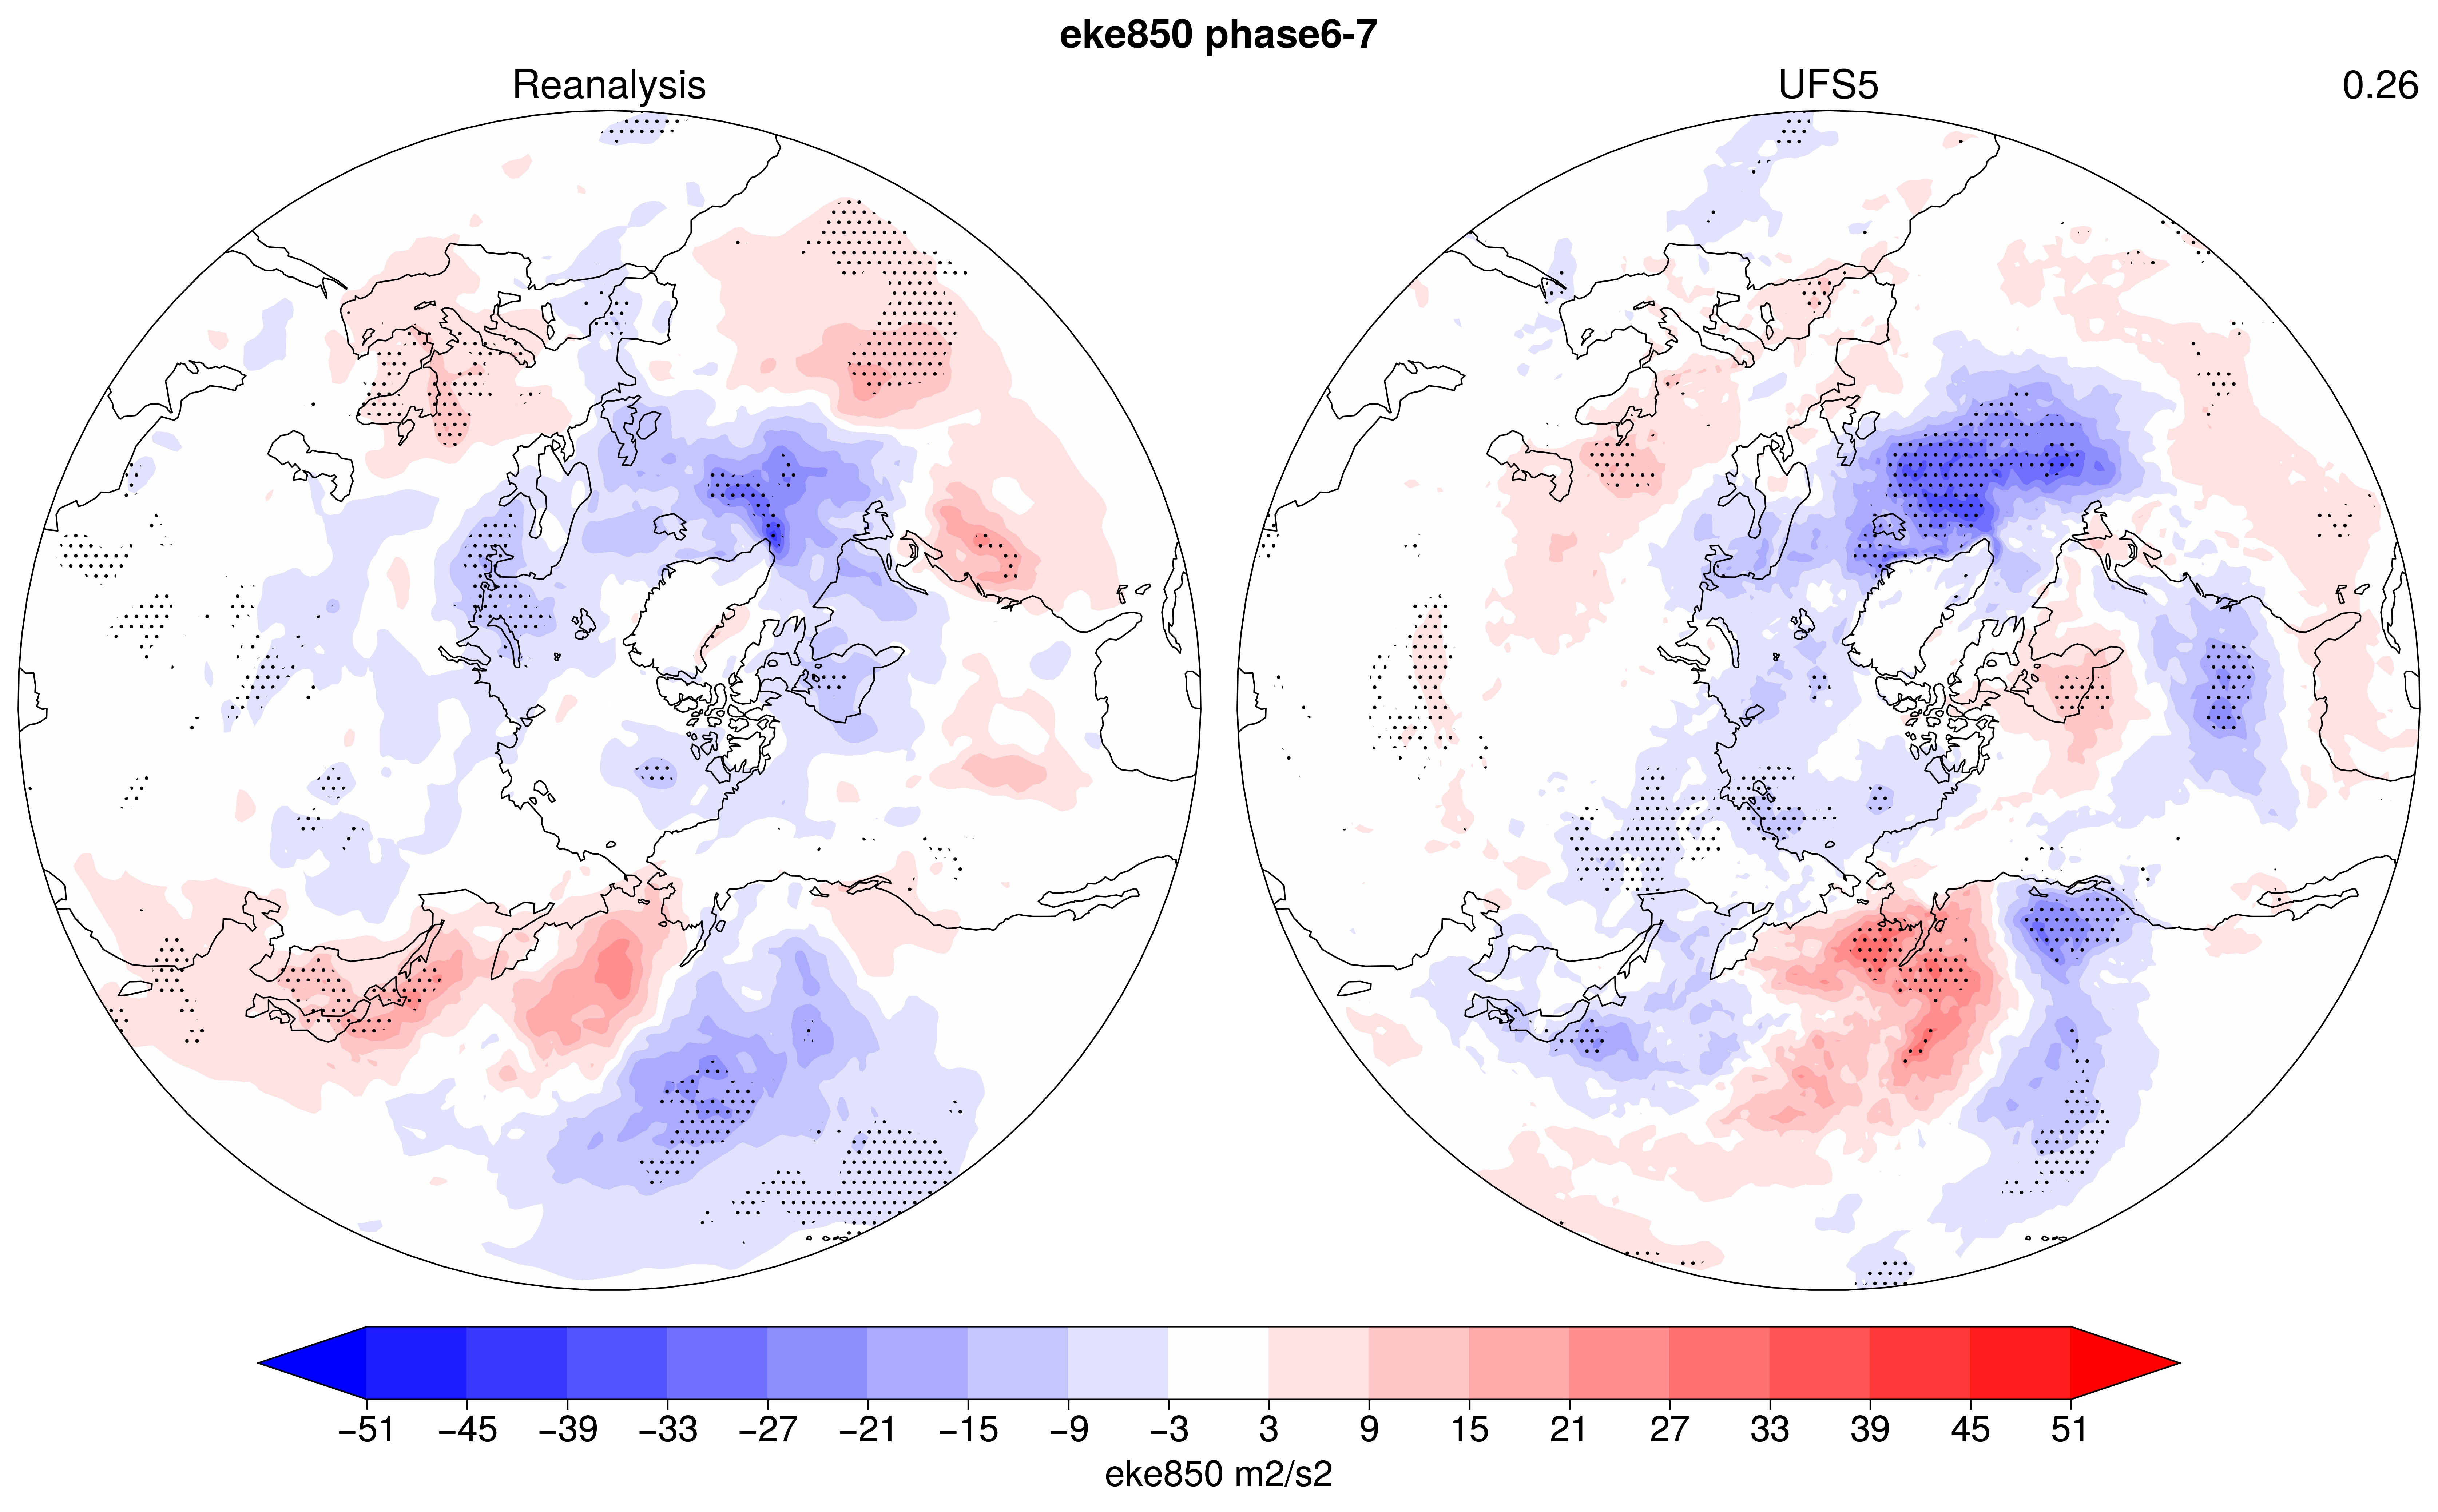 eke850 phase6-7
Reanalysis UFS5 0.26
−51 −45 −39 −33 −27 −21 −15 −9 −3 3 9 15 21 27 33 39 45 51
eke850 m2/s2